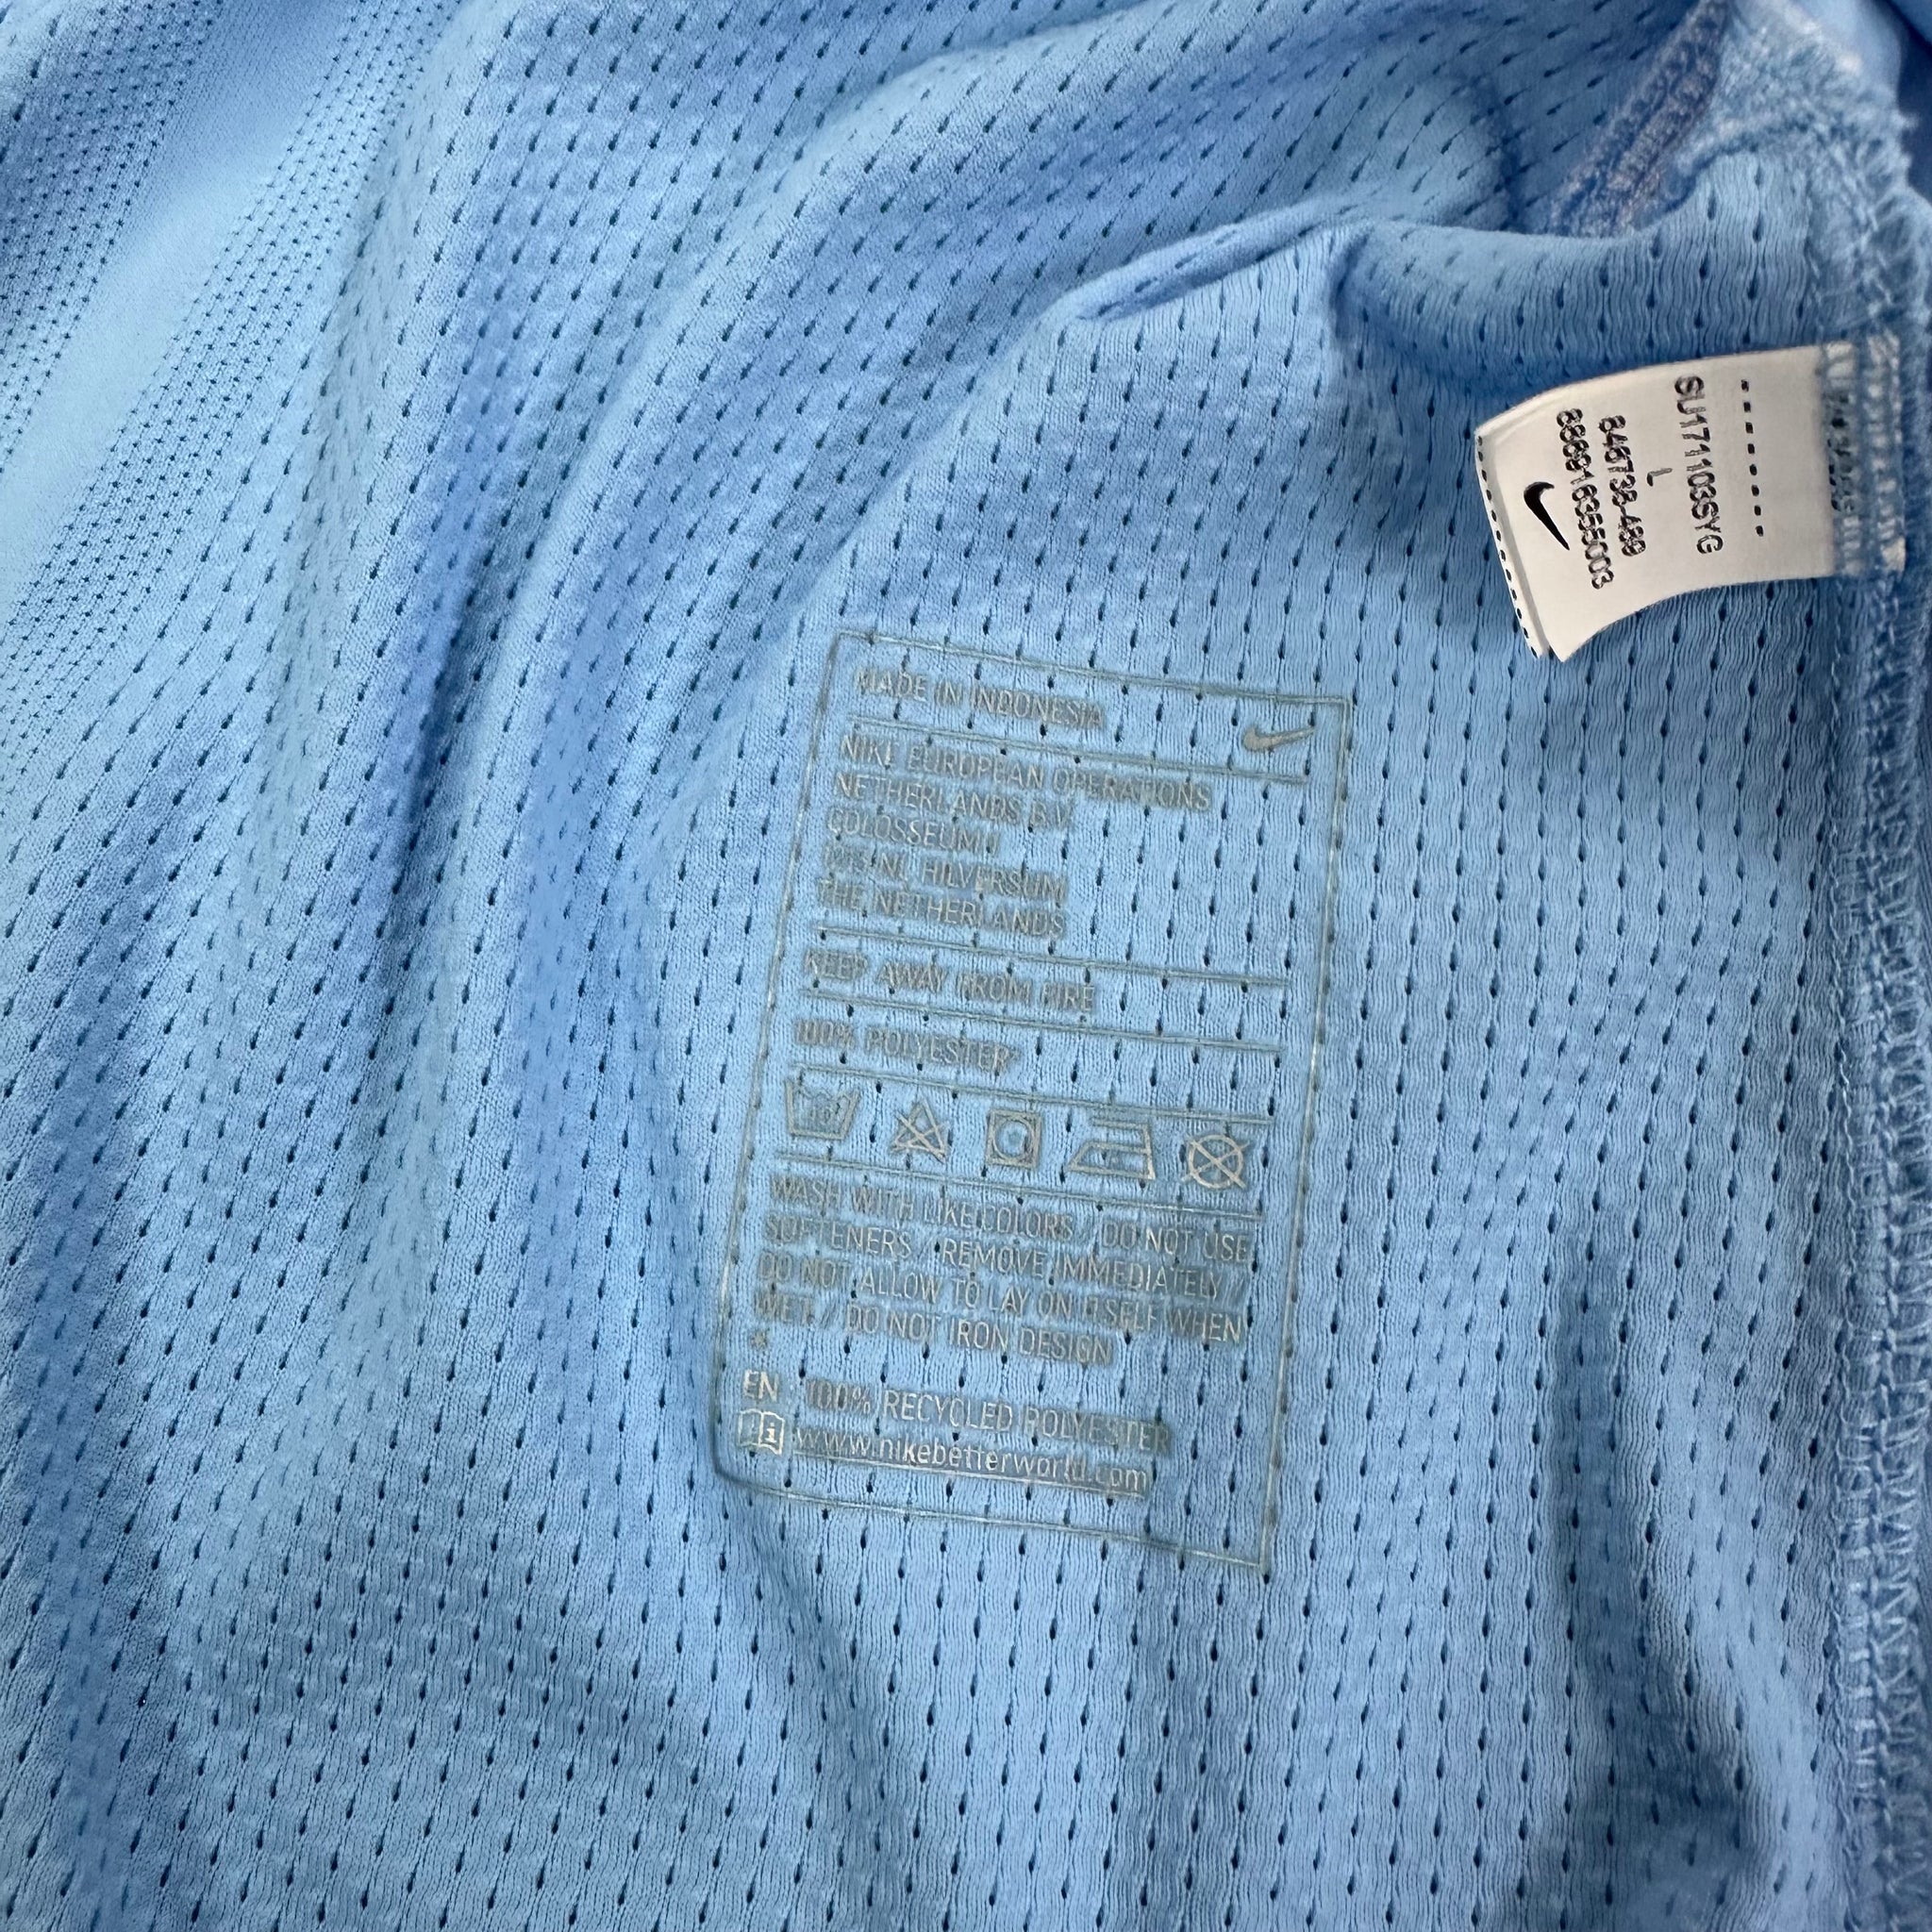 MADE IN INDONESIA
NIKE EUROPEAN OPERATIONS
NETHERLANDS B.V.
COLOSSEUM 1
1213 NL HILVERSUM
THE NETHERLANDS
KEEP AWAY FROM FIRE
100% POLYESTER*
WASH WITH LIKE COLORS / DO NOT USE
SOFTENERS / REMOVE IMMEDIATELY /
DO NOT ALLOW TO LAY ON ITSELF WHEN
WET. / DO NOT IRON DESIGN
*
EN : 100% RECYCLED POLYESTER
www.nikebetterworld.com
SU171103SYG
L
846738-489